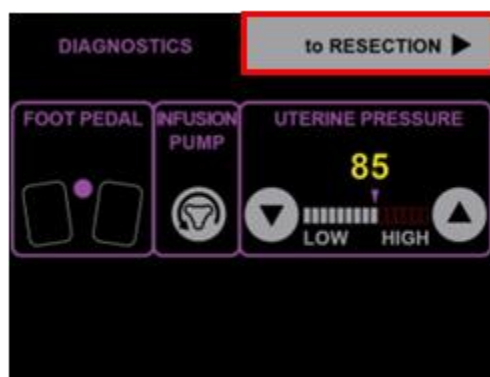 DIAGNOSTICS
to RESECTION
FOOT PEDAL
INFUSION
PUMP
UTERINE PRESSURE
85
LOW HIGH